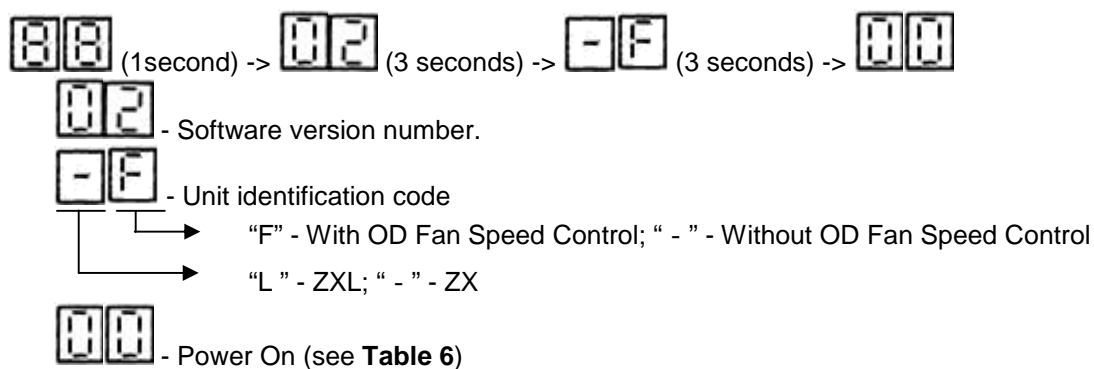 88 (1second) -> 02 (3 seconds) -> -F (3 seconds) -> 00
02 - Software version number.
-F - Unit identification code
“F” - With OD Fan Speed Control; “ - ” - Without OD Fan Speed Control
“L ” - ZXL; “ - ” - ZX
00 - Power On (see Table 6)